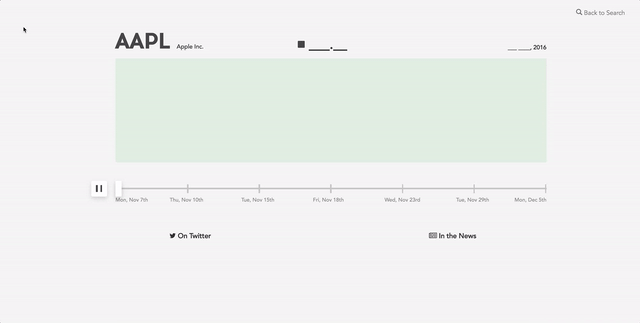 Back to Search
AAPL Apple Inc. ____.__ __ ___, 2016
Mon, Nov 7th Thu, Nov 10th Tue, Nov 15th Fri, Nov 18th Wed, Nov 23rd Tue, Nov 29th Mon, Dec 5th
On Twitter In the News